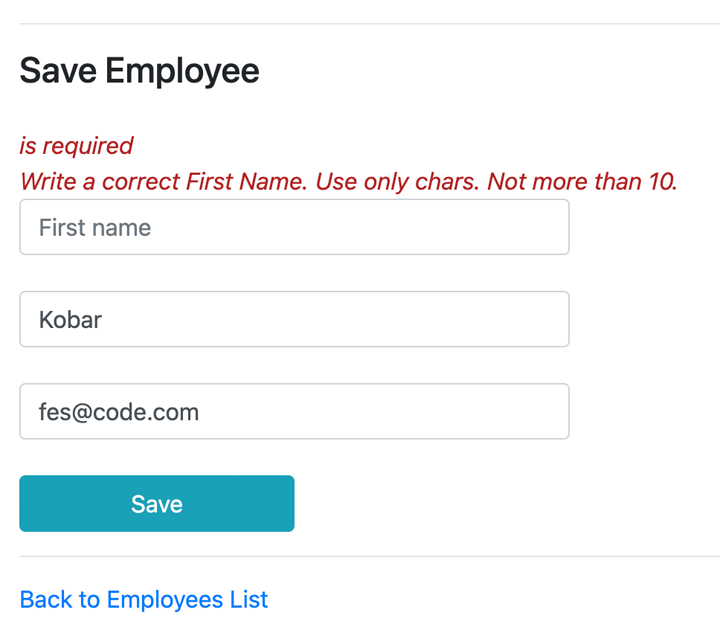 Save Employee
is required
Write a correct First Name. Use only chars. Not more than 10.
First name
Kobar
fes@code.com
Save
Back to Employees List